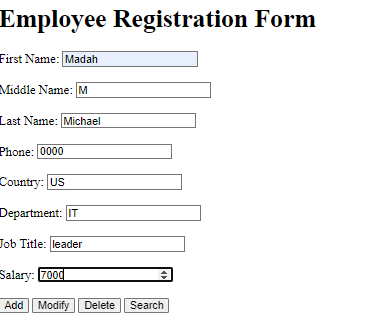 Employee Registration Form
First Name: Madah
Middle Name: M
Last Name: Michael
Phone: 0000
Country: US
Department: IT
Job Title: leader
Salary: 7000
Add Modify Delete Search